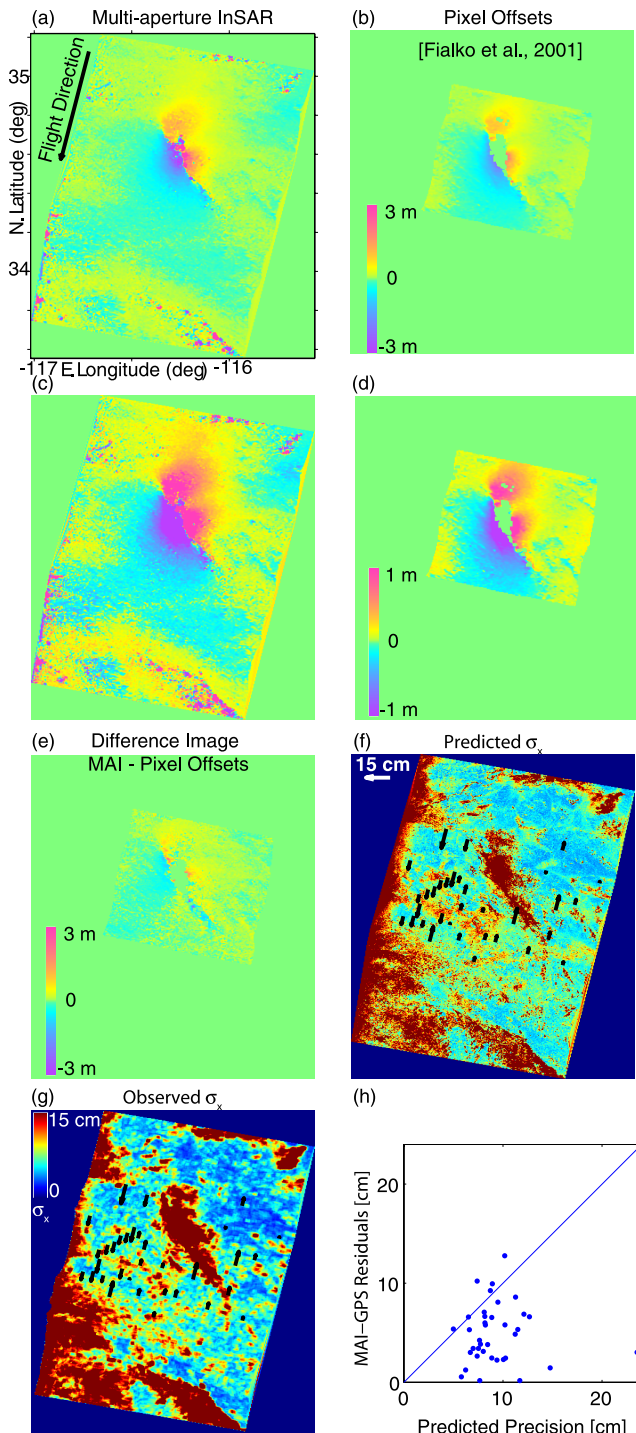 (a) Multi-aperture InSAR
Flight Direction
35
34
N. Latitude (deg)
-117 E. Longitude (deg) -116
(b) Pixel Offsets
[Fialko et al., 2001]
3 m
0
-3 m
(c)
(d)
1 m
0
-1 m
(e) Difference Image
MAI - Pixel Offsets
3 m
0
-3 m
(f) Predicted σx
15 cm
(g) Observed σx
15 cm
0
σx
(h)
20
10
0
MAI–GPS Residuals [cm]
0 10 20
Predicted Precision [cm]